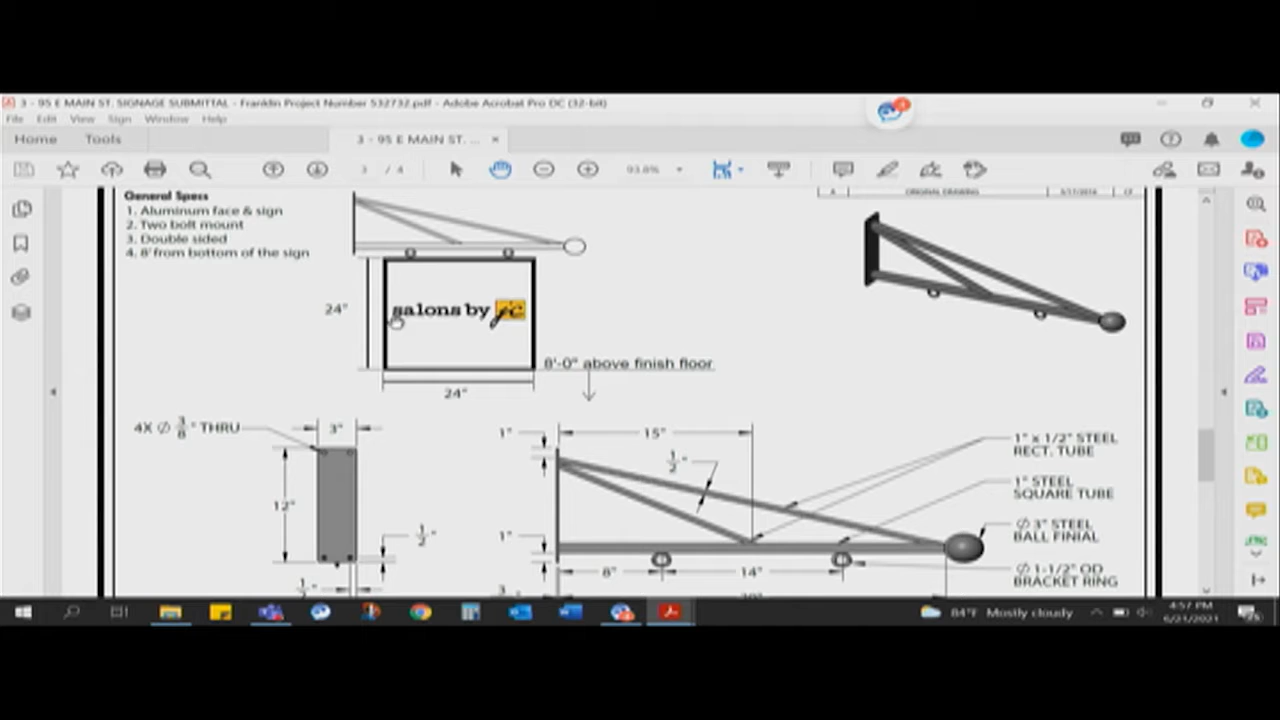 3 - 95 E MAIN ST. SIGNAGE SUBMITTAL - Franklin Project Number 532732.pdf - Adobe Acrobat Pro DC (32-bit)
File Edit View Sign Window Help
Home Tools 3 - 95 E MAIN ST. ... ×
3 / 4 93.8%
General Specs
1. Aluminum face & sign
2. Two bolt mount
3. Double sided
4. 8' from bottom of the sign
A ORIGINAL DRAWING
24"
salons by JC
8'-0" above finish floor
24"
4X ∅ 3/8" THRU
3"
12"
1/2"
1"
15"
1/2"
1" x 1/2" STEEL
RECT. TUBE
1" STEEL
SQUARE TUBE
∅ 3" STEEL
BALL FINIAL
1"
8"
14"
∅ 1-1/2" OD
BRACKET RING
3
84°F Mostly cloudy
4:57 PM
6/21/2021